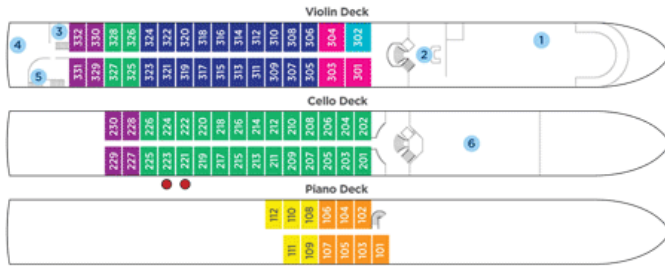 Violin Deck
3
332 330 328 326 324 322 320 318 316 314 312 310 308 306 304 302
4
2
1
5
331 329 327 325 323 321 319 317 315 313 311 309 307 305 303 301
Cello Deck
230 228 226 224 222 220 218 216 214 212 210 208 206 204 202
6
229 227 225 223 221 219 217 215 213 211 209 207 205 203 201
Piano Deck
112 110 108 106 104 102
111 109 107 105 103 101